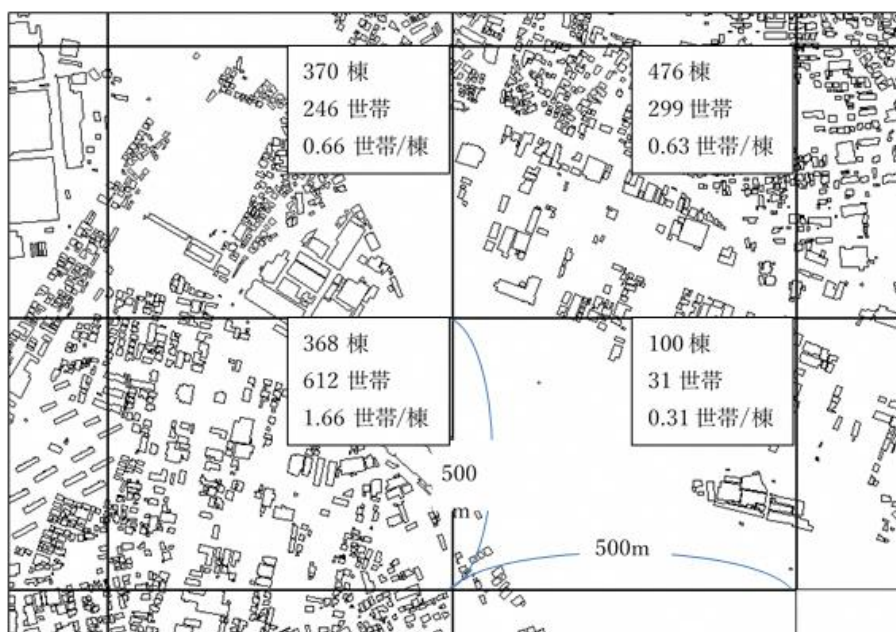 370 棟
246 世帯
0.66 世帯/棟
476 棟
299 世帯
0.63 世帯/棟
368 棟
612 世帯
1.66 世帯/棟
100 棟
31 世帯
0.31 世帯/棟
500
m
500m